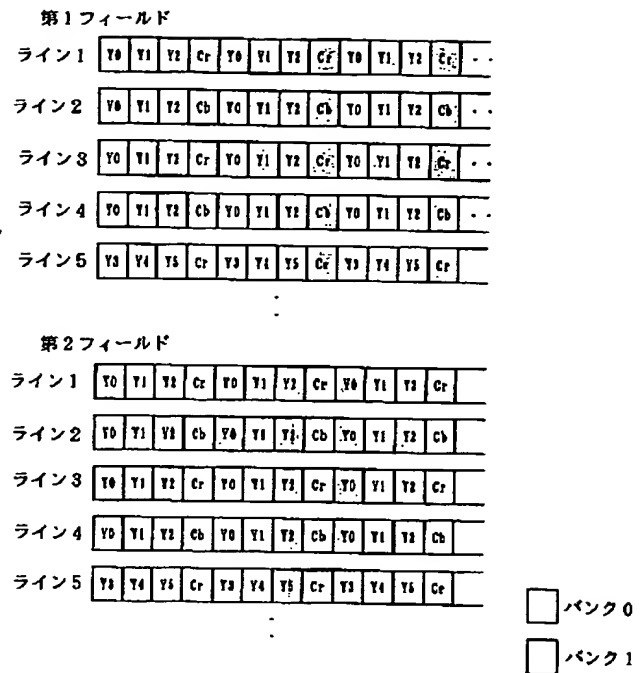 第1フィールド
ライン1 Y0 Y1 Y2 Cr Y0 Y1 Y2 Cr Y0 Y1 Y2 Cr ・・
ライン2 Y0 Y1 Y2 Cb Y0 Y1 Y2 Cb Y0 Y1 Y2 Cb ・・
ライン3 Y0 Y1 Y2 Cr Y0 Y1 Y2 Cr Y0 Y1 Y2 Cr ・・
ライン4 Y0 Y1 Y2 Cb Y0 Y1 Y2 Cb Y0 Y1 Y2 Cb ・・
ライン5 Y3 Y4 Y5 Cr Y3 Y4 Y5 Cr Y3 Y4 Y5 Cr
第2フィールド
ライン1 Y0 Y1 Y2 Cr Y0 Y1 Y2 Cr Y0 Y1 Y2 Cr
ライン2 Y0 Y1 Y2 Cb Y0 Y1 Y2 Cb Y0 Y1 Y2 Cb
ライン3 Y0 Y1 Y2 Cr Y0 Y1 Y2 Cr Y0 Y1 Y2 Cr
ライン4 Y0 Y1 Y2 Cb Y0 Y1 Y2 Cb Y0 Y1 Y2 Cb
ライン5 Y3 Y4 Y5 Cr Y3 Y4 Y5 Cr Y3 Y4 Y5 Cr
バンク0
バンク1